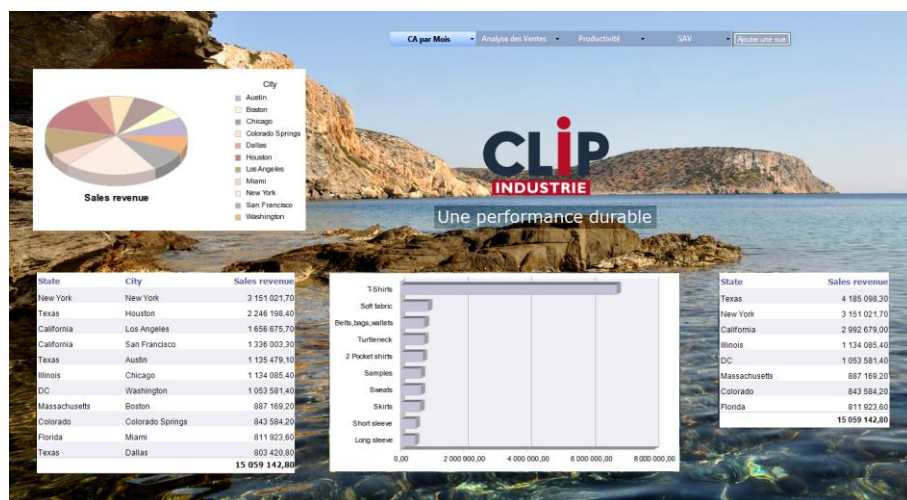 CA par Mois Analyse des Ventes Productivité SAV Ajouter une vue
City
Austin
Boston
Chicago
Colorado Springs
Dallas
Houston
Los Angeles
Miami
New York
San Francisco
Washington
Sales revenue
CLiP
INDUSTRIE
Une performance durable
State City Sales revenue
New York New York 3 151 021,70
Texas Houston 2 246 198,40
California Los Angeles 1 656 675,70
California San Francisco 1 336 003,30
Texas Austin 1 135 479,10
Illinois Chicago 1 134 085,40
DC Washington 1 053 581,40
Massachusetts Boston 887 169,20
Colorado Colorado Springs 843 584,20
Florida Miami 811 923,60
Texas Dallas 803 420,80
15 059 142,80
T-Shirts
Soft fabric
Belts,bags,wallets
Turtleneck
2 Pocket shirts
Samples
Sweats
Skirts
Short sleeve
Long sleeve
0,00 2 000 000,00 4 000 000,00 6 000 000,00 8 000 000,00
State Sales revenue
Texas 4 185 098,30
New York 3 151 021,70
California 2 992 679,00
Illinois 1 134 085,40
DC 1 053 581,40
Massachusetts 887 169,20
Colorado 843 584,20
Florida 811 923,60
15 059 142,80